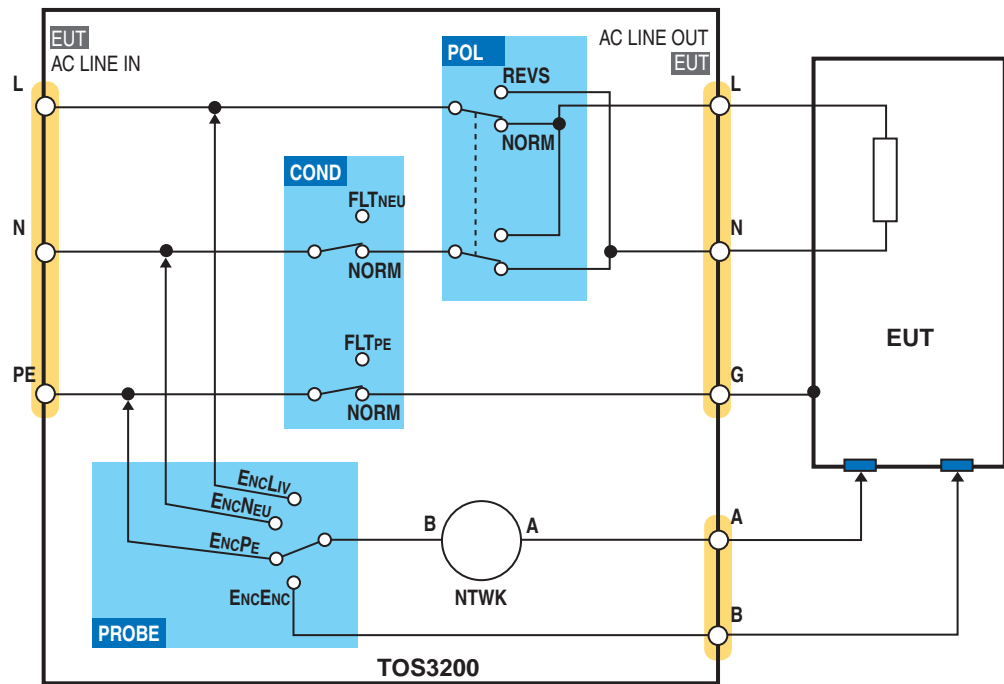 EUT
AC LINE IN
AC LINE OUT
EUT
POL
L
REVS
L
NORM
COND
FLTNEU
N
N
NORM
EUT
FLTPE
PE
G
NORM
ENCLIV
ENCNEU
A
B
A
ENCPE
NTWK
ENCENC
B
PROBE
TOS3200